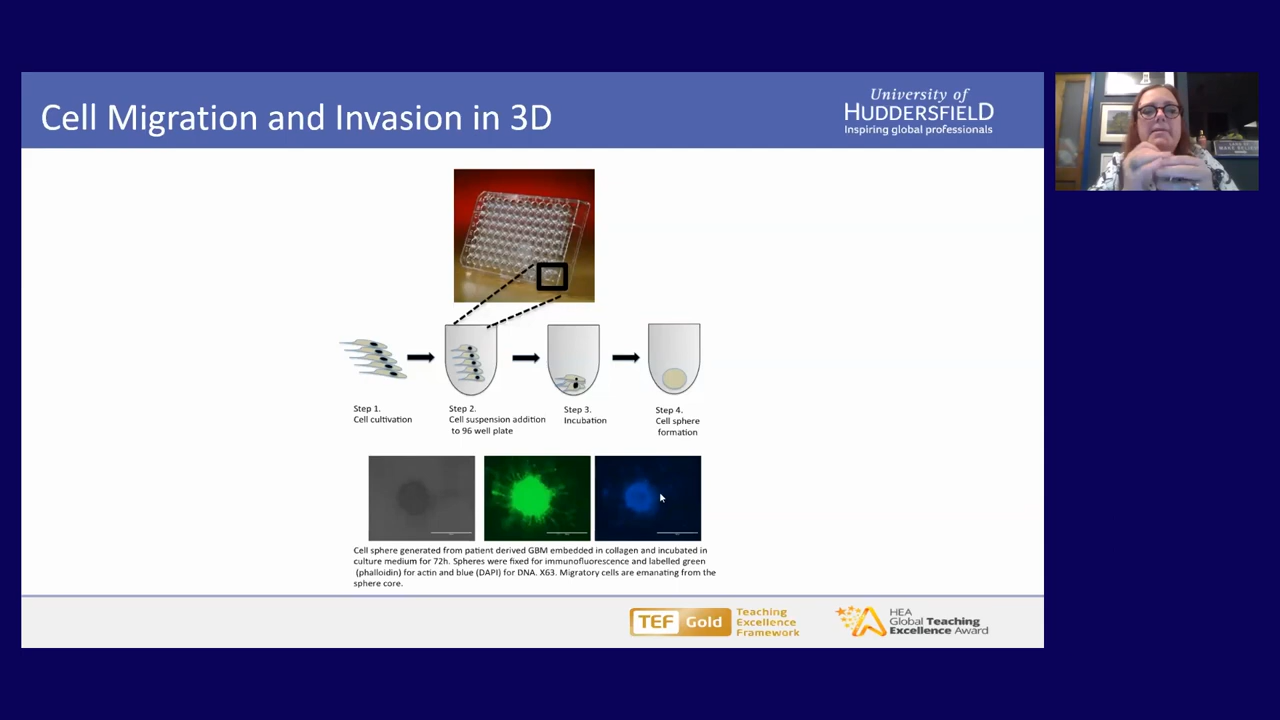 Cell Migration and Invasion in 3D
University of
HUDDERSFIELD
Inspiring global professionals
Step 1.
Cell cultivation
Step 2.
Cell suspension addition
to 96 well plate
Step 3.
Incubation
Step 4.
Cell sphere
formation
Cell sphere generated from patient derived GBM embedded in collagen and incubated in
culture medium for 72h. Spheres were fixed for immunofluorescence and labelled green
(phalloidin) for actin and blue (DAPI) for DNA. X63. Migratory cells are emanating from the
sphere core.
TEF Gold
Teaching
Excellence
Framework
HEA
Global Teaching
Excellence Award